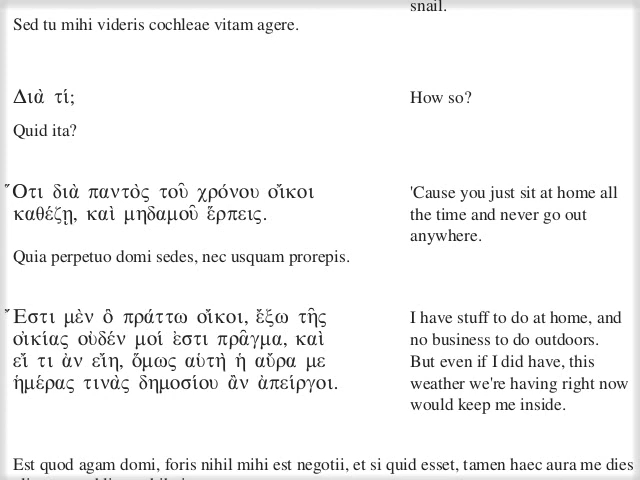 snail.
Sed tu mihi videris cochleae vitam agere.
Διὰ τί;
How so?
Quid ita?
Ὅτι διὰ παντὸς τοῦ χρόνου οἴκοι
καθέζῃ, καὶ μηδαμοῦ ἕρπεις.
'Cause you just sit at home all
the time and never go out
anywhere.
Quia perpetuo domi sedes, nec usquam prorepis.
Ἔστι μὲν ὃ πράττω οἴκοι, ἔξω τῆς
οἰκίας οὐδέν μοί ἐστι πρᾶγμα, καὶ
εἴ τι ἂν εἴη, ὅμως αὐτὴ ἡ αὔρα με
ἡμέρας τινὰς δημοσίου ἂν ἀπείργοι.
I have stuff to do at home, and
no business to do outdoors.
But even if I did have, this
weather we're having right now
would keep me inside.
Est quod agam domi, foris nihil mihi est negotii, et si quid esset, tamen haec aura me dies